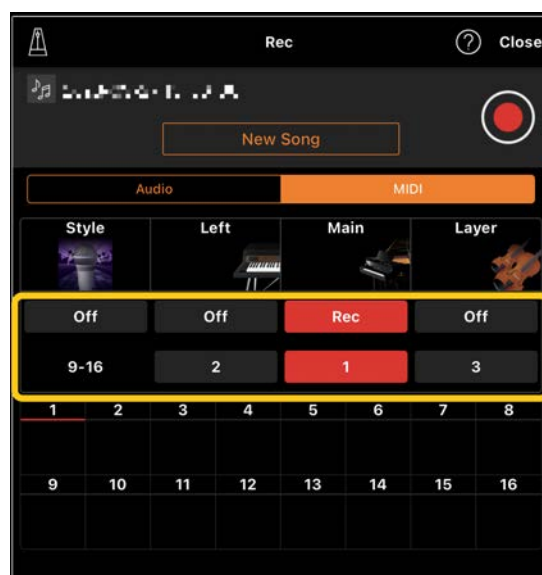 Rec
Close
New Song
Audio MIDI
Style Left Main Layer
Off Off Rec Off
9-16 2 1 3
1 2 3 4 5 6 7 8
9 10 11 12 13 14 15 16